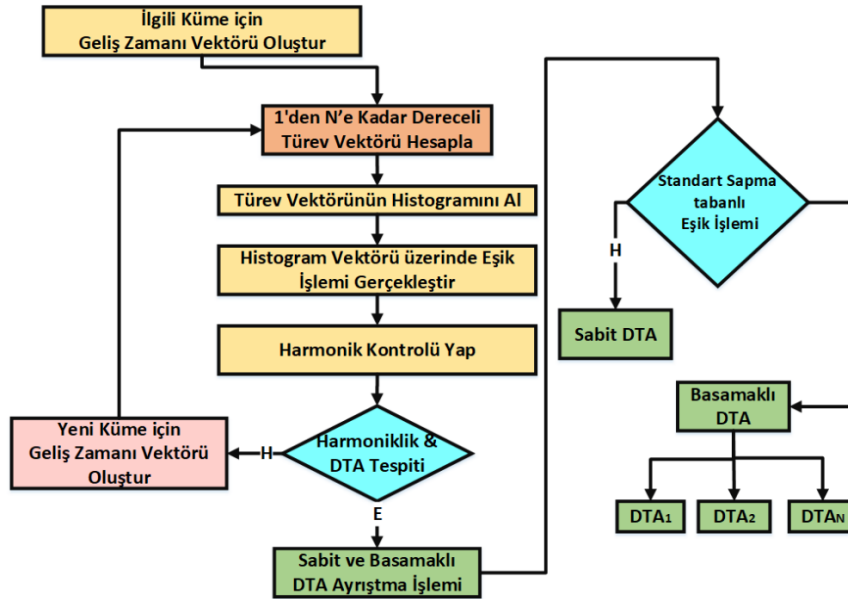 İlgili Küme için
Geliş Zamanı Vektörü Oluştur
1'den N'e Kadar Dereceli
Türev Vektörü Hesapla
Türev Vektörünün Histogramını Al
Histogram Vektörü üzerinde Eşik
İşlemi Gerçekleştir
Harmonik Kontrolü Yap
Harmoniklik &
DTA Tespiti
H
Yeni Küme için
Geliş Zamanı Vektörü
Oluştur
E
Sabit ve Basamaklı
DTA Ayrıştma İşlemi
Standart Sapma
tabanlı
Eşik İşlemi
H
Sabit DTA
Basamaklı
DTA
DTA1
DTA2
DTAN